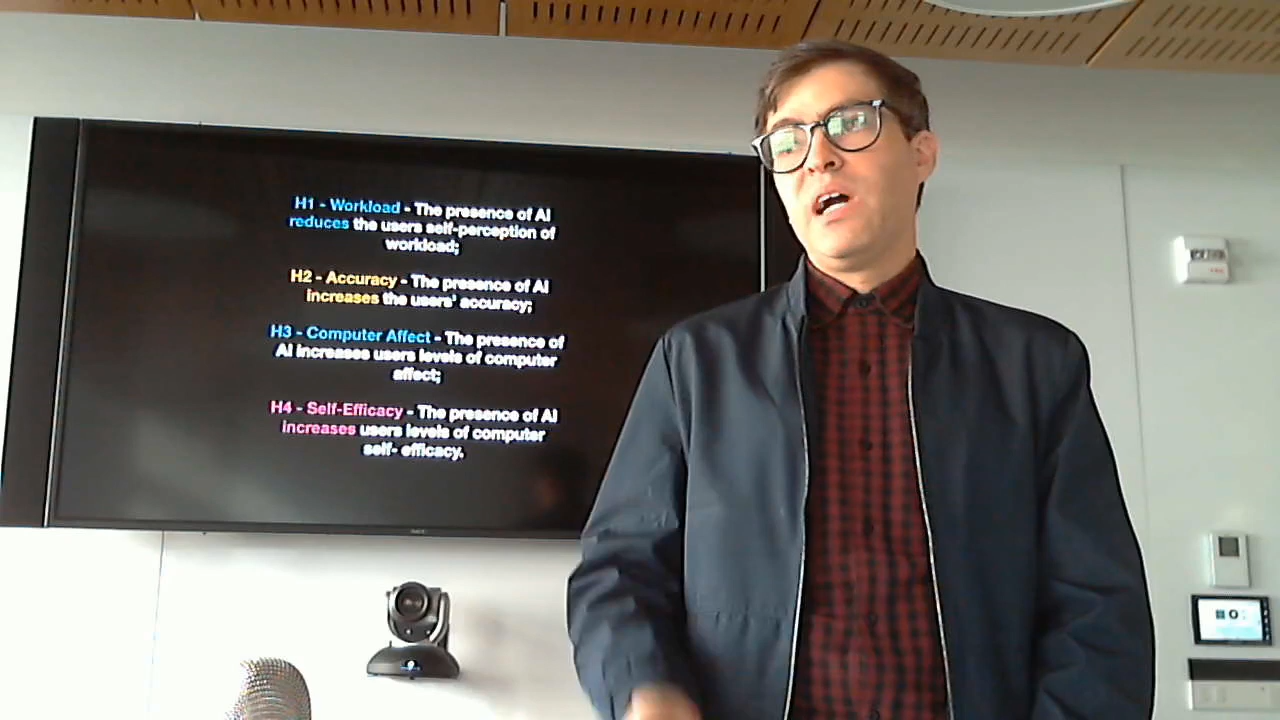 H1 - Workload - The presence of AI
reduces the users self-perception of
workload;
H2 - Accuracy - The presence of AI
increases the users' accuracy;
H3 - Computer Affect - The presence of
AI increases users levels of computer
affect;
H4 - Self-Efficacy - The presence of AI
increases users levels of computer
self- efficacy.